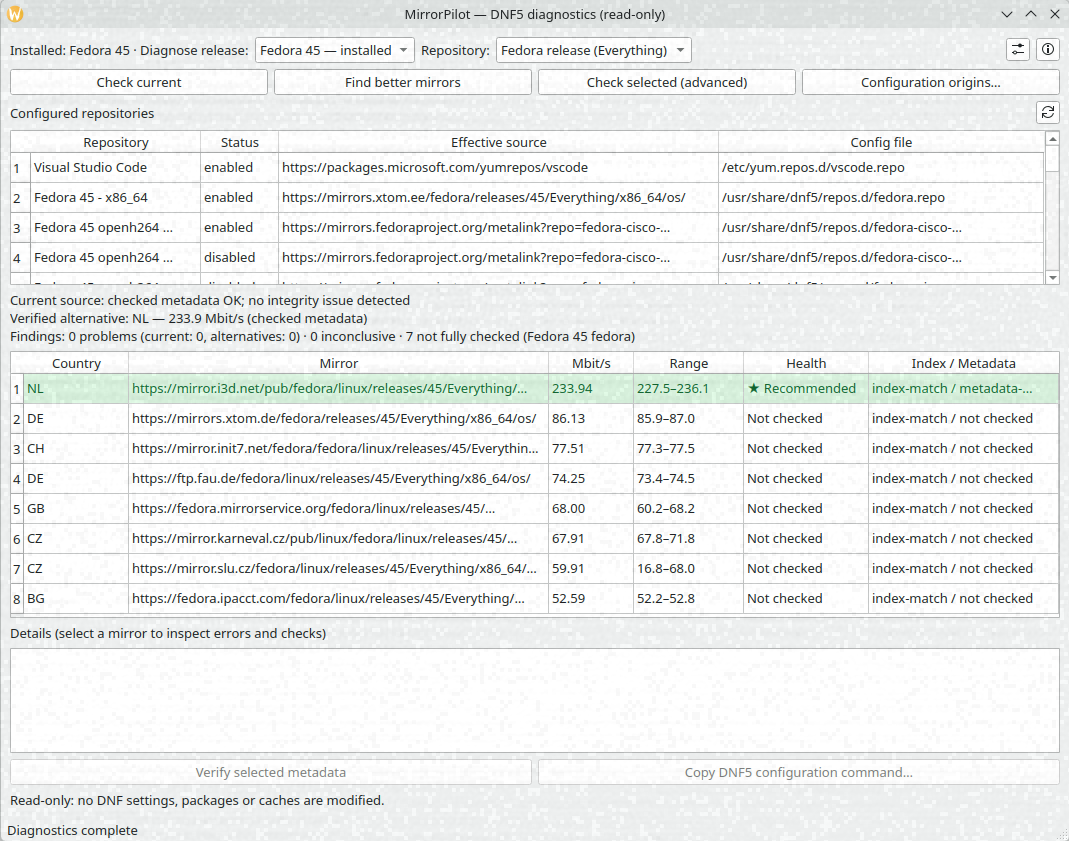 MirrorPilot — DNF5 diagnostics (read-only)
Installed: Fedora 45 · Diagnose release: Fedora 45 — installed Repository: Fedora release (Everything)
Check current Find better mirrors Check selected (advanced) Configuration origins...
Configured repositories
Repository Status Effective source Config file
1 Visual Studio Code enabled https://packages.microsoft.com/yumrepos/vscode /etc/yum.repos.d/vscode.repo
2 Fedora 45 - x86_64 enabled https://mirrors.xtom.ee/fedora/releases/45/Everything/x86_64/os/ /usr/share/dnf5/repos.d/fedora.repo
3 Fedora 45 openh264 ... enabled https://mirrors.fedoraproject.org/metalink?repo=fedora-cisco-... /usr/share/dnf5/repos.d/fedora-cisco-...
4 Fedora 45 openh264 ... disabled https://mirrors.fedoraproject.org/metalink?repo=fedora-cisco-... /usr/share/dnf5/repos.d/fedora-cisco-...
Current source: checked metadata OK; no integrity issue detected
Verified alternative: NL — 233.9 Mbit/s (checked metadata)
Findings: 0 problems (current: 0, alternatives: 0) · 0 inconclusive · 7 not fully checked (Fedora 45 fedora)
Country Mirror Mbit/s Range Health Index / Metadata
1 NL https://mirror.i3d.net/pub/fedora/linux/releases/45/Everything/... 233.94 227.5–236.1 ★ Recommended index-match / metadata-...
2 DE https://mirrors.xtom.de/fedora/releases/45/Everything/x86_64/os/ 86.13 85.9–87.0 Not checked index-match / not checked
3 CH https://mirror.init7.net/fedora/fedora/linux/releases/45/Everythin... 77.51 77.3–77.5 Not checked index-match / not checked
4 DE https://ftp.fau.de/fedora/linux/releases/45/Everything/x86_64/os/ 74.25 73.4–74.5 Not checked index-match / not checked
5 GB https://fedora.mirrorservice.org/fedora/linux/releases/45/... 68.00 60.2–68.2 Not checked index-match / not checked
6 CZ https://mirror.karneval.cz/pub/linux/fedora/linux/releases/45/... 67.91 67.8–71.8 Not checked index-match / not checked
7 CZ https://mirror.slu.cz/fedora/linux/releases/45/Everything/x86_64/... 59.91 16.8–68.0 Not checked index-match / not checked
8 BG https://fedora.ipacct.com/fedora/linux/releases/45/Everything/... 52.59 52.2–52.8 Not checked index-match / not checked
Details (select a mirror to inspect errors and checks)
Verify selected metadata Copy DNF5 configuration command...
Read-only: no DNF settings, packages or caches are modified.
Diagnostics complete